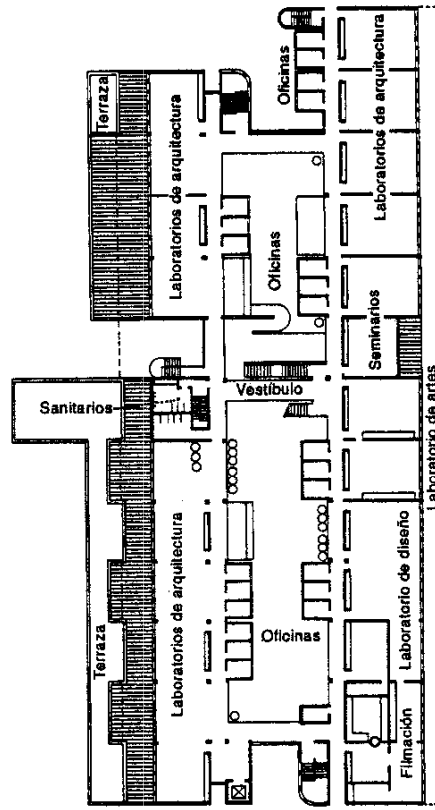 Terraza
Laboratorios de arquitectura
Oficinas
Laboratorios de arquitectura
Oficinas
Seminarios
Sanitarios
Vestíbulo
Laboratorio de artes
Terraza
Laboratorios de arquitectura
Oficinas
Laboratorio de diseño
Filmación